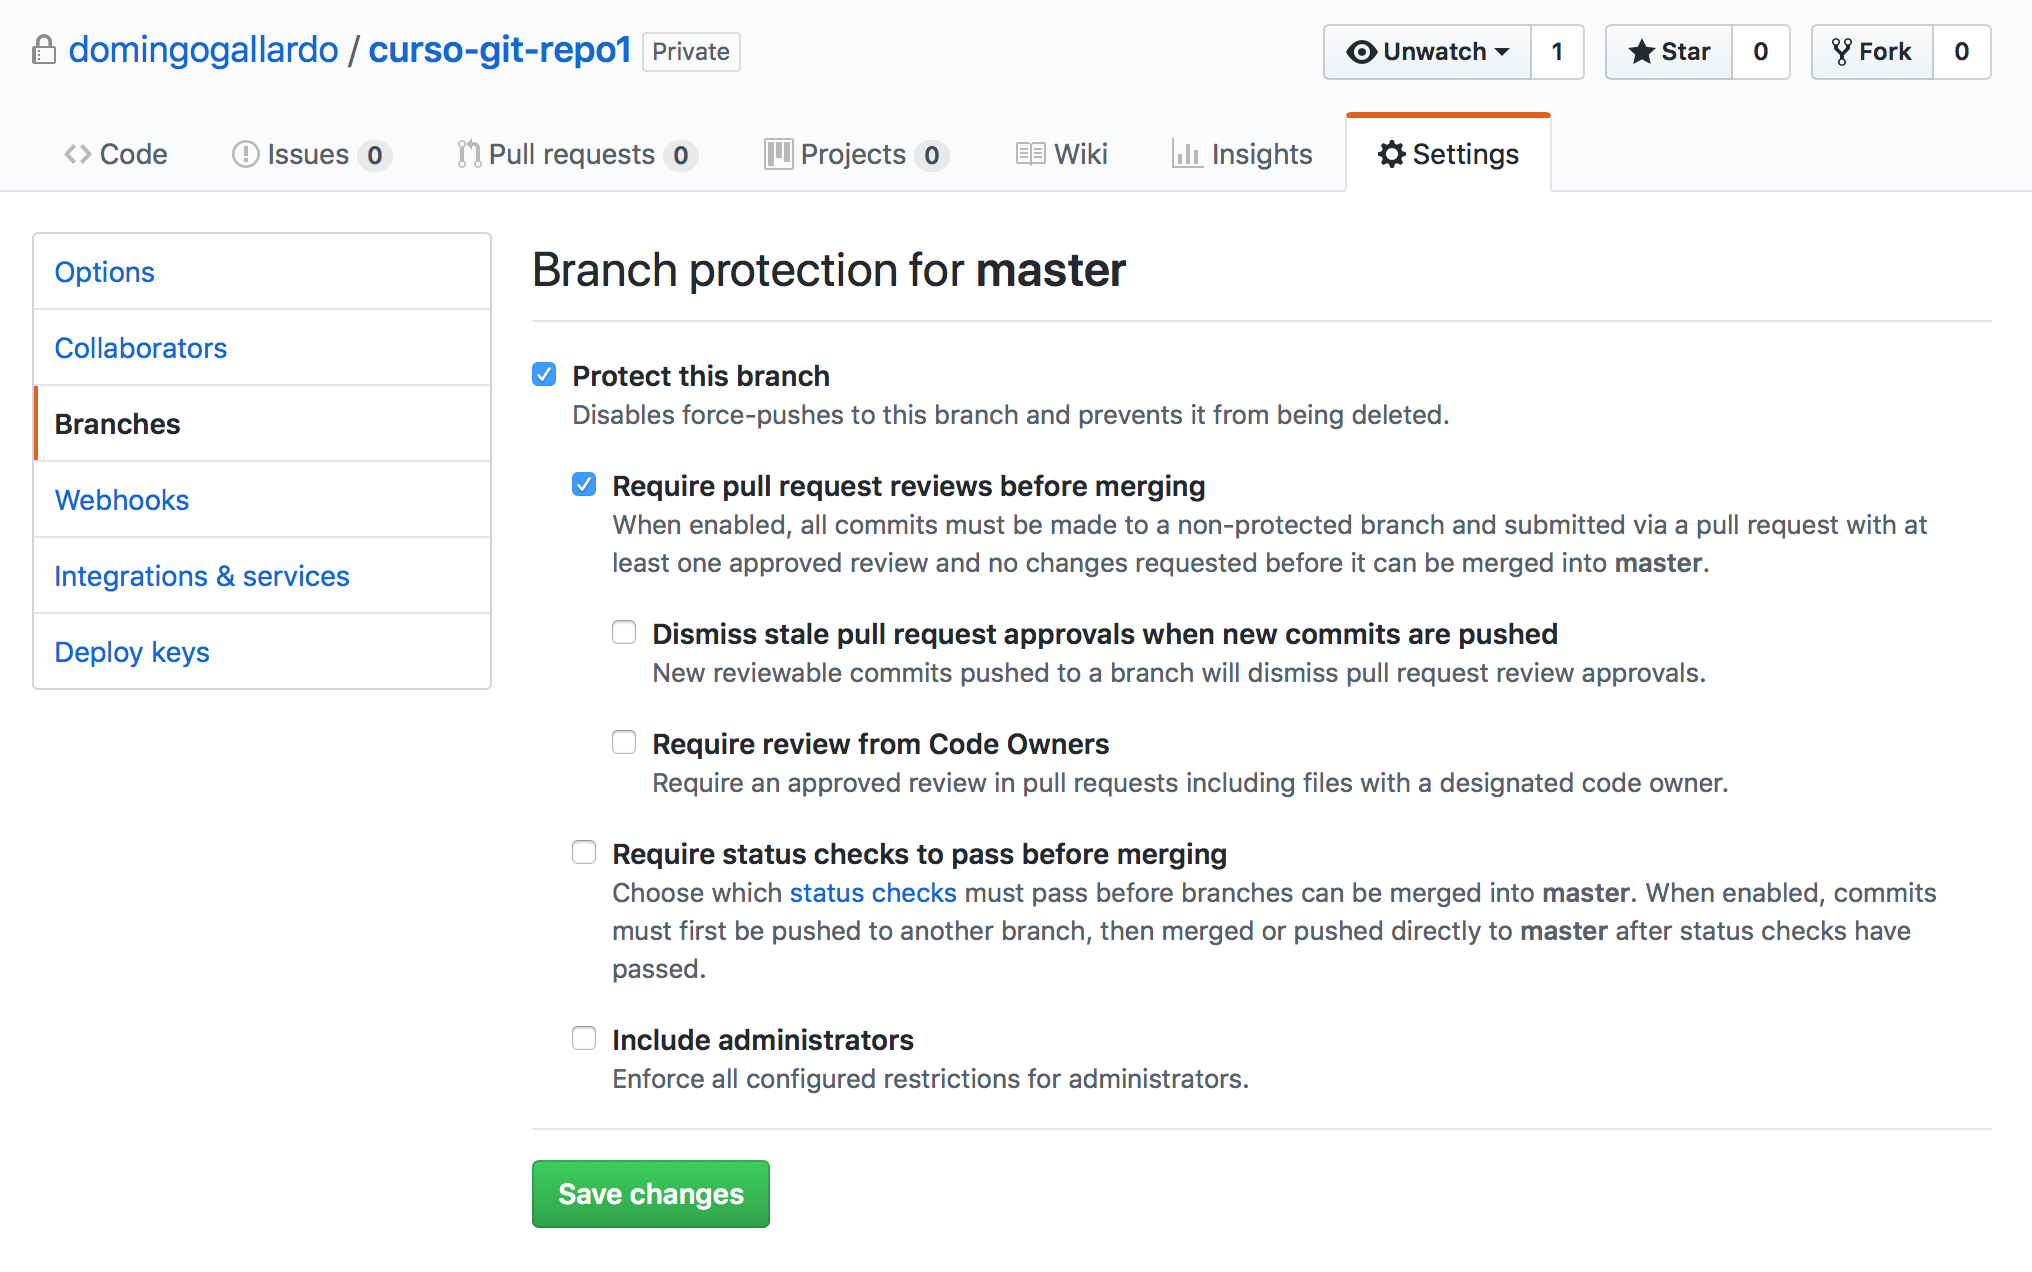 domingogallardo / curso-git-repo1 Private
Unwatch 1 Star 0 Fork 0
Code Issues 0 Pull requests 0 Projects 0 Wiki Insights Settings
Options
Collaborators
Branches
Webhooks
Integrations & services
Deploy keys
Branch protection for master
Protect this branch
Disables force-pushes to this branch and prevents it from being deleted.
Require pull request reviews before merging
When enabled, all commits must be made to a non-protected branch and submitted via a pull request with at
least one approved review and no changes requested before it can be merged into master.
Dismiss stale pull request approvals when new commits are pushed
New reviewable commits pushed to a branch will dismiss pull request review approvals.
Require review from Code Owners
Require an approved review in pull requests including files with a designated code owner.
Require status checks to pass before merging
Choose which status checks must pass before branches can be merged into master. When enabled, commits
must first be pushed to another branch, then merged or pushed directly to master after status checks have
passed.
Include administrators
Enforce all configured restrictions for administrators.
Save changes